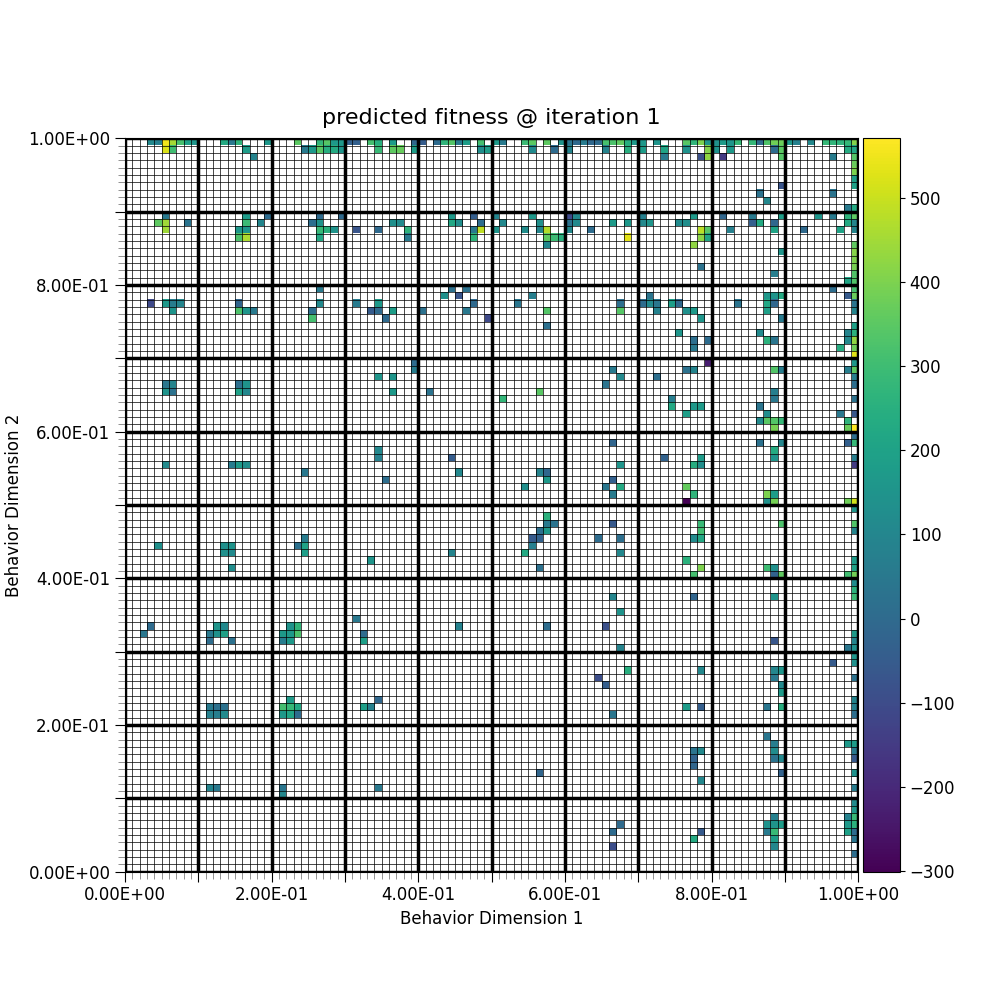 predicted fitness @ iteration 1
1.00E+00
8.00E-01
6.00E-01
4.00E-01
2.00E-01
0.00E+00
Behavior Dimension 2
0.00E+00 2.00E-01 4.00E-01 6.00E-01 8.00E-01 1.00E+00
Behavior Dimension 1
500
400
300
200
100
0
−100
−200
−300